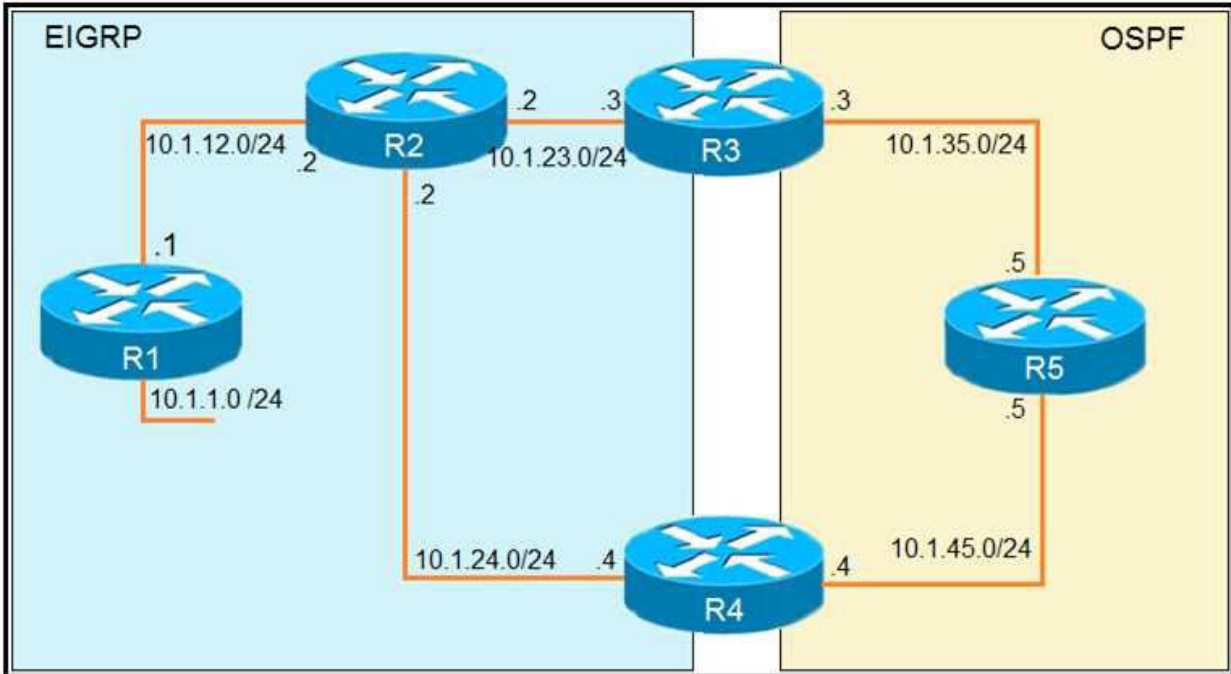 EIGRP
OSPF
.2
.3
.3
10.1.12.0/24
R2
10.1.23.0/24
R3
10.1.35.0/24
.2
.2
.1
.5
R1
R5
10.1.1.0 /24
.5
10.1.24.0/24
.4
10.1.45.0/24
.4
R4